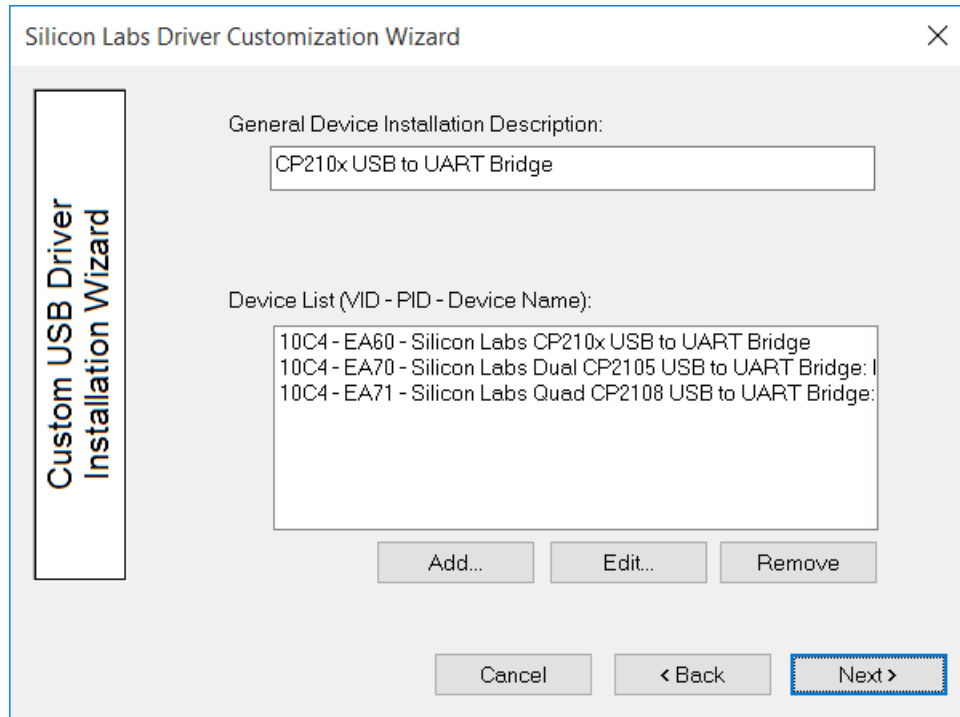 Silicon Labs Driver Customization Wizard
Custom USB Driver
Installation Wizard
General Device Installation Description:
CP210x USB to UART Bridge
Device List (VID - PID - Device Name):
10C4 - EA60 - Silicon Labs CP210x USB to UART Bridge
10C4 - EA70 - Silicon Labs Dual CP2105 USB to UART Bridge:
10C4 - EA71 - Silicon Labs Quad CP2108 USB to UART Bridge:
Add...
Edit...
Remove
Cancel
< Back
Next >